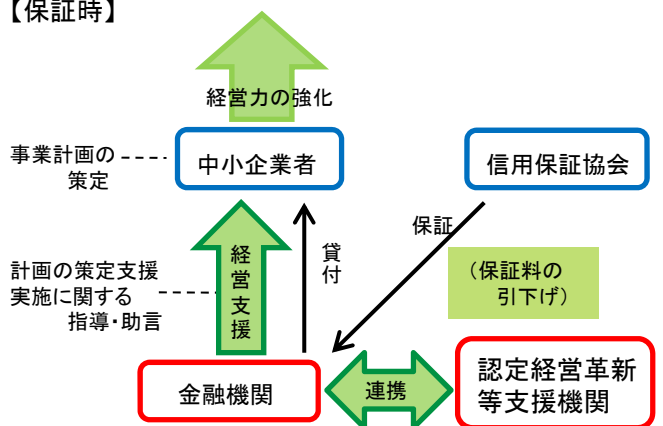 【保証時】
経営力の強化
事業計画の
策定
中小企業者
信用保証協会
保証
経営支援
貸付
計画の策定支援
実施に関する
指導・助言
（保証料の
引下げ）
金融機関
連携
認定経営革新
等支援機関